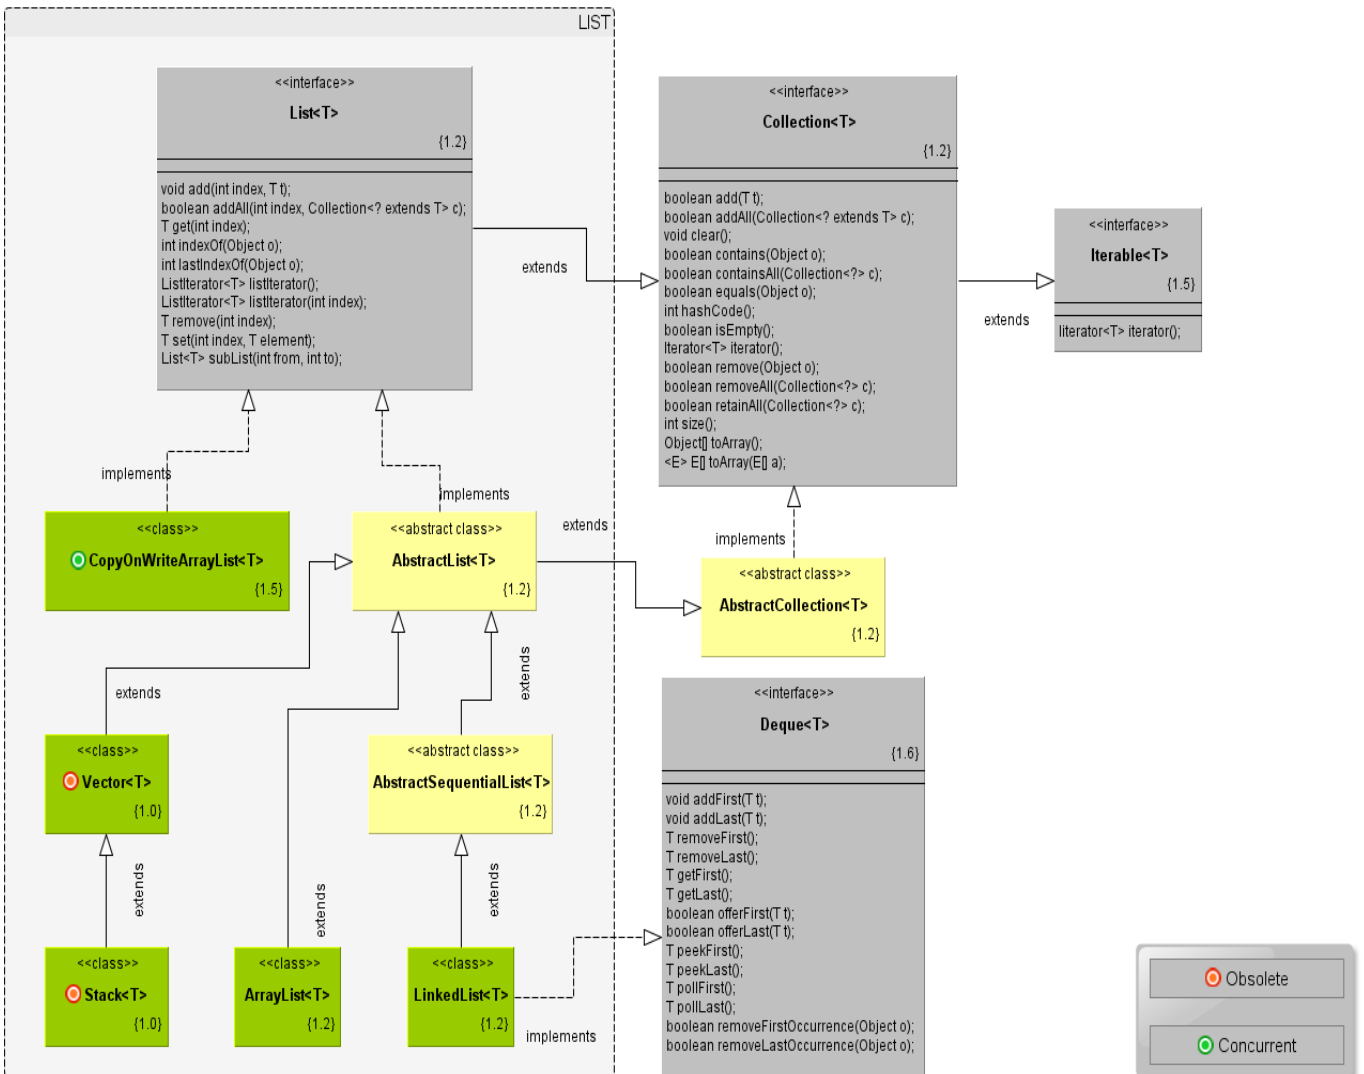 LIST
<<interface>>
List<T>
{1.2}
void add(int index, T t);
boolean addAll(int index, Collection<? extends T> c);
T get(int index);
int indexOf(Object o);
int lastIndexOf(Object o);
ListIterator<T> listIterator();
ListIterator<T> listIterator(int index);
T remove(int index);
T set(int index, T element);
List<T> subList(int from, int to);
extends
<<interface>>
Collection<T>
{1.2}
boolean add(T t);
boolean addAll(Collection<? extends T> c);
void clear();
boolean contains(Object o);
boolean containsAll(Collection<?> c);
boolean equals(Object o);
int hashCode();
boolean isEmpty();
Iterator<T> iterator();
boolean remove(Object o);
boolean removeAll(Collection<?> c);
boolean retainAll(Collection<?> c);
int size();
Object[] toArray();
<E> E[] toArray(E[] a);
extends
<<interface>>
Iterable<T>
{1.5}
Iiterator<T> iterator();
implements
implements
<<class>>
CopyOnWriteArrayList<T>
{1.5}
<<abstract class>>
AbstractList<T>
{1.2}
extends
implements
<<abstract class>>
AbstractCollection<T>
{1.2}
extends
extends
<<class>>
Vector<T>
{1.0}
<<abstract class>>
AbstractSequentialList<T>
{1.2}
extends
extends
extends
<<class>>
Stack<T>
{1.0}
<<class>>
ArrayList<T>
{1.2}
<<class>>
LinkedList<T>
{1.2}
implements
<<interface>>
Deque<T>
{1.6}
void addFirst(T t);
void addLast(T t);
T removeFirst();
T removeLast();
T getFirst();
T getLast();
boolean offerFirst(T t);
boolean offerLast(T t);
T peekFirst();
T peekLast();
T pollFirst();
T pollLast();
boolean removeFirstOccurrence(Object o);
boolean removeLastOccurrence(Object o);
Obsolete
Concurrent